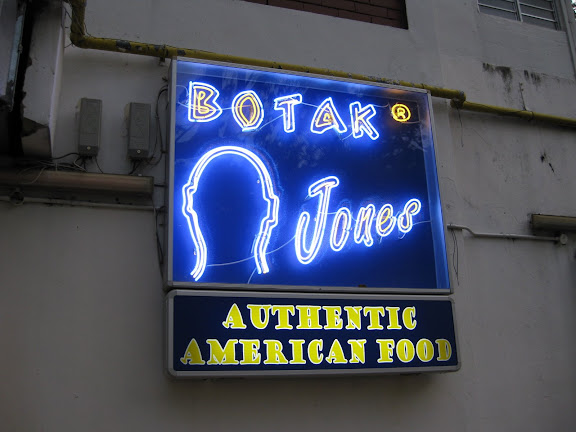 BOTAK ®
Jones
AUTHENTIC
AMERICAN FOOD